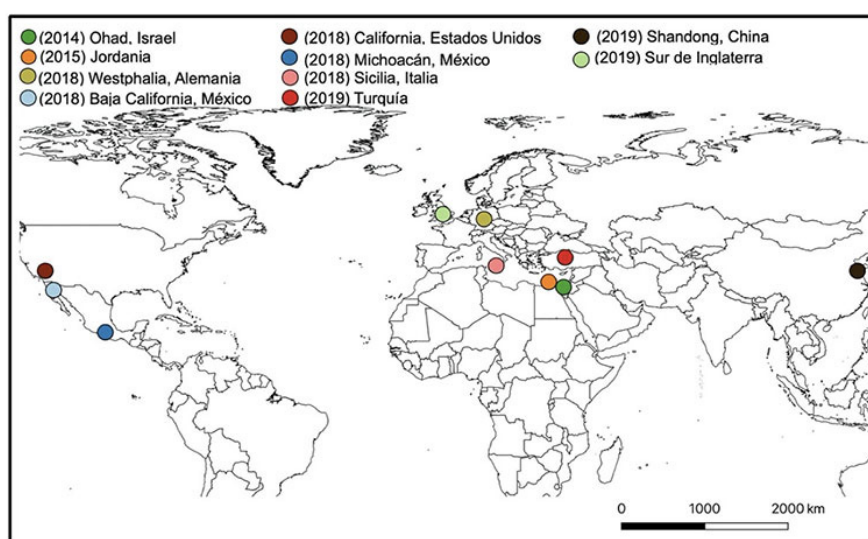 (2014) Ohad, Israel
(2015) Jordania
(2018) Westphalia, Alemania
(2018) Baja California, México
(2018) California, Estados Unidos
(2018) Michoacán, México
(2018) Sicilia, Italia
(2019) Turquía
(2019) Shandong, China
(2019) Sur de Inglaterra
0 1000 2000 km